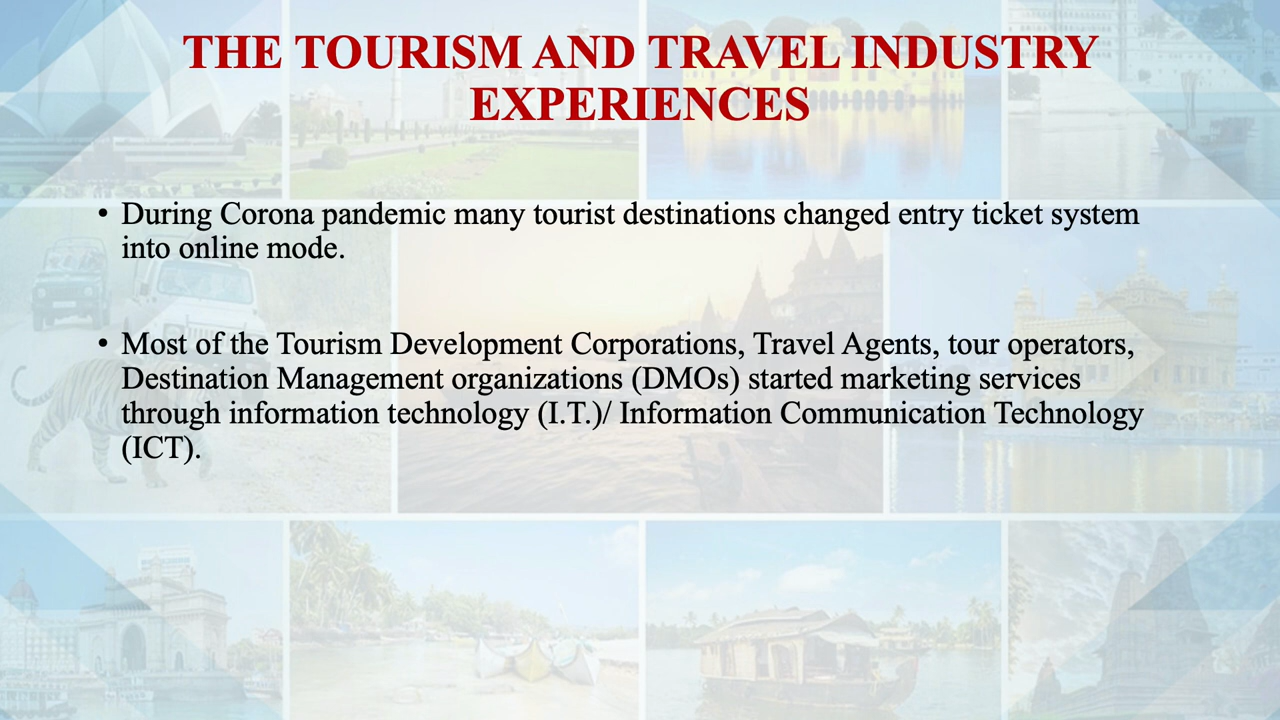 THE TOURISM AND TRAVEL INDUSTRY
EXPERIENCES
• During Corona pandemic many tourist destinations changed entry ticket system
into online mode.
• Most of the Tourism Development Corporations, Travel Agents, tour operators,
Destination Management organizations (DMOs) started marketing services
through information technology (I.T.)/ Information Communication Technology
(ICT).